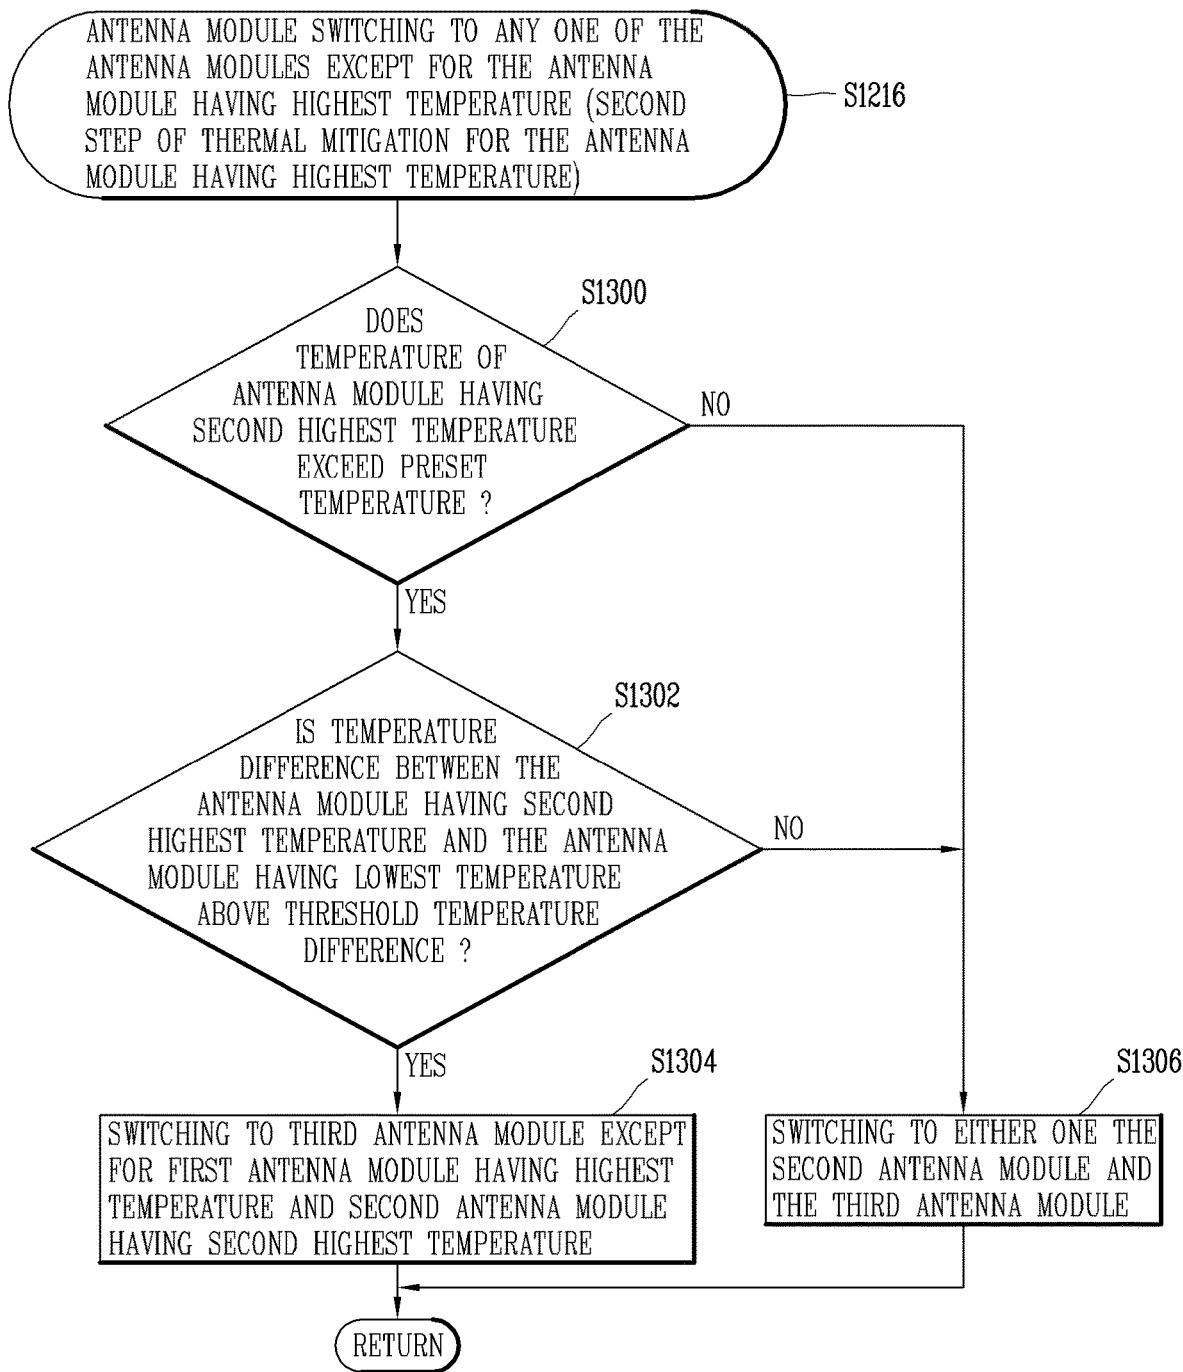 ANTENNA MODULE SWITCHING TO ANY ONE OF THE
ANTENNA MODULES EXCEPT FOR THE ANTENNA
MODULE HAVING HIGHEST TEMPERATURE (SECOND
STEP OF THERMAL MITIGATION FOR THE ANTENNA
MODULE HAVING HIGHEST TEMPERATURE)
S1216
S1300
DOES
TEMPERATURE OF
ANTENNA MODULE HAVING
SECOND HIGHEST TEMPERATURE
EXCEED PRESET
TEMPERATURE ?
NO
YES
S1302
IS TEMPERATURE
DIFFERENCE BETWEEN THE
ANTENNA MODULE HAVING SECOND
HIGHEST TEMPERATURE AND THE ANTENNA
MODULE HAVING LOWEST TEMPERATURE
ABOVE THRESHOLD TEMPERATURE
DIFFERENCE ?
NO
YES
S1304
SWITCHING TO THIRD ANTENNA MODULE EXCEPT
FOR FIRST ANTENNA MODULE HAVING HIGHEST
TEMPERATURE AND SECOND ANTENNA MODULE
HAVING SECOND HIGHEST TEMPERATURE
S1306
SWITCHING TO EITHER ONE THE
SECOND ANTENNA MODULE AND
THE THIRD ANTENNA MODULE
RETURN